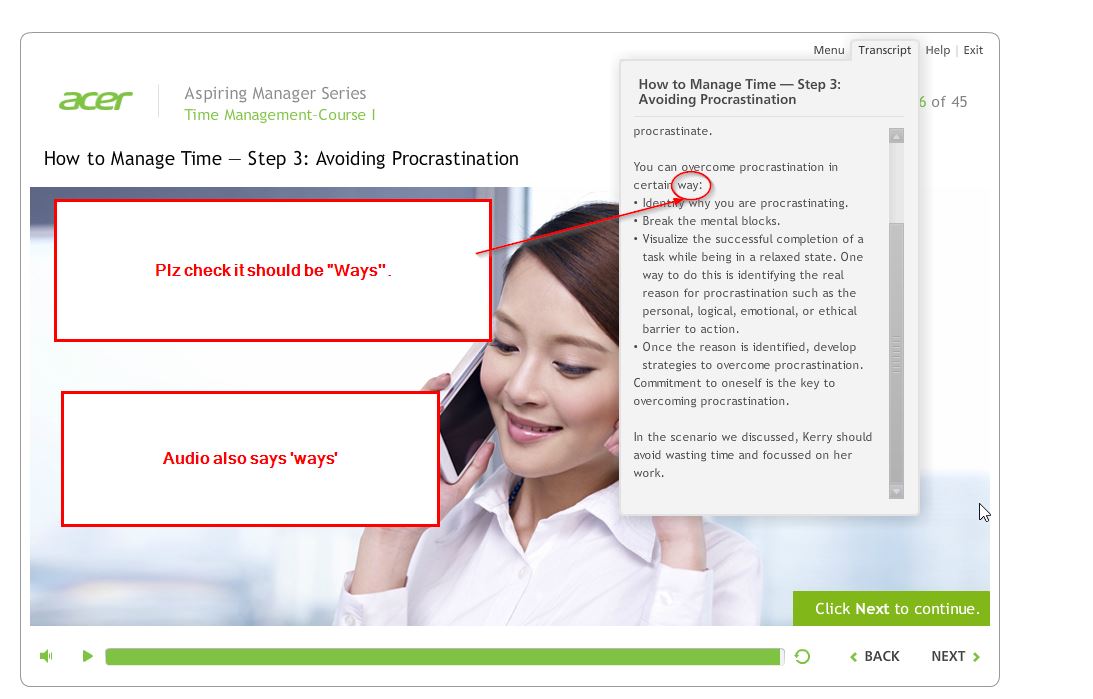 Menu Transcript Help | Exit
acer
Aspiring Manager Series
Time Management-Course I
6 of 45
How to Manage Time — Step 3: Avoiding Procrastination
How to Manage Time — Step 3:
Avoiding Procrastination
procrastinate.
You can overcome procrastination in
certain way:
• Identify why you are procrastinating.
• Break the mental blocks.
• Visualize the successful completion of a
task while being in a relaxed state. One
way to do this is identifying the real
reason for procrastination such as the
personal, logical, emotional, or ethical
barrier to action.
• Once the reason is identified, develop
strategies to overcome procrastination.
Commitment to oneself is the key to
overcoming procrastination.
In the scenario we discussed, Kerry should
avoid wasting time and focussed on her
work.
Plz check it should be "Ways".
Audio also says 'ways'
Click Next to continue.
BACK NEXT